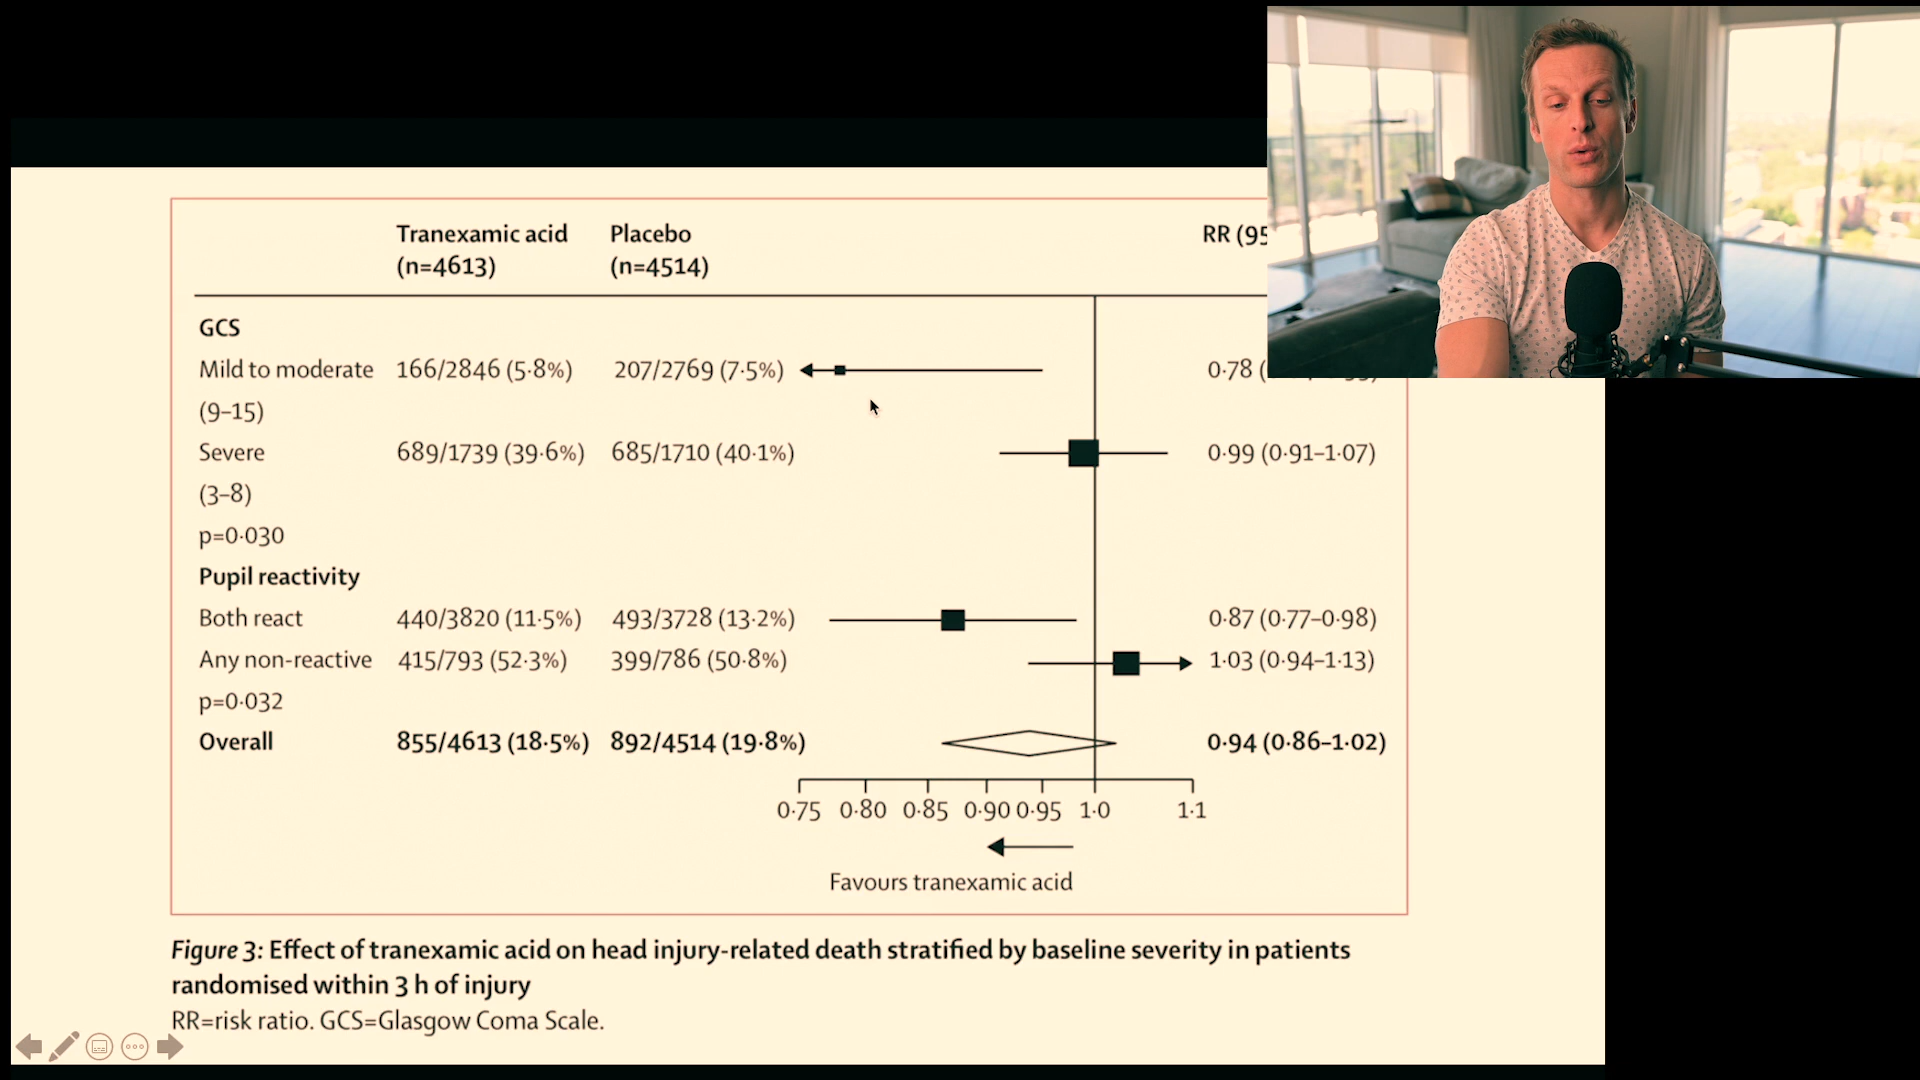 Tranexamic acid Placebo RR (95
(n=4613) (n=4514)
GCS
Mild to moderate 166/2846 (5·8%) 207/2769 (7·5%) 0·78 (
(9–15)
Severe 689/1739 (39·6%) 685/1710 (40·1%) 0·99 (0·91–1·07)
(3–8)
p=0·030
Pupil reactivity
Both react 440/3820 (11·5%) 493/3728 (13·2%) 0·87 (0·77–0·98)
Any non-reactive 415/793 (52·3%) 399/786 (50·8%) 1·03 (0·94–1·13)
p=0·032
Overall 855/4613 (18·5%) 892/4514 (19·8%) 0·94 (0·86–1·02)
0·75 0·80 0·85 0·90 0·95 1·0 1·1
Favours tranexamic acid
Figure 3: Effect of tranexamic acid on head injury-related death stratified by baseline severity in patients
randomised within 3 h of injury
RR=risk ratio. GCS=Glasgow Coma Scale.